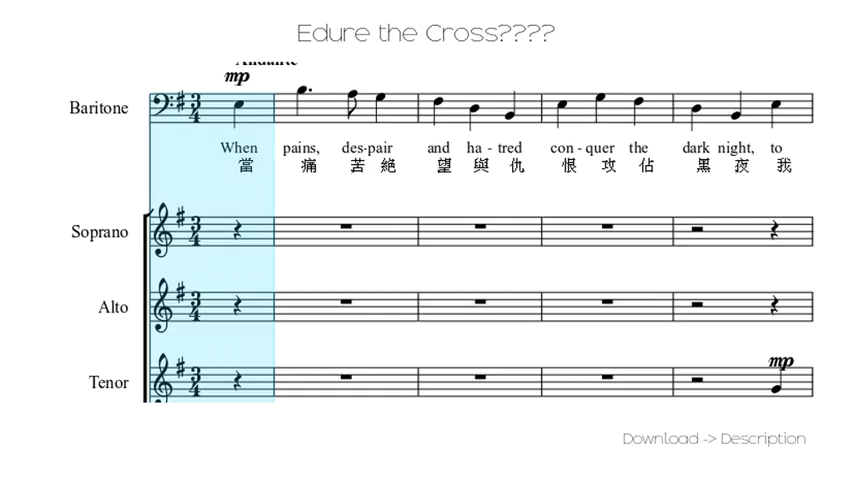 Edure the Cross????
Andante
mp
Baritone
When pains, des-pair and ha - tred con - quer the dark night, to
當 痛 苦 絕 望 與 仇 恨 攻 佔 黑 夜 我
Soprano
Alto
mp
Tenor
Download -> Description